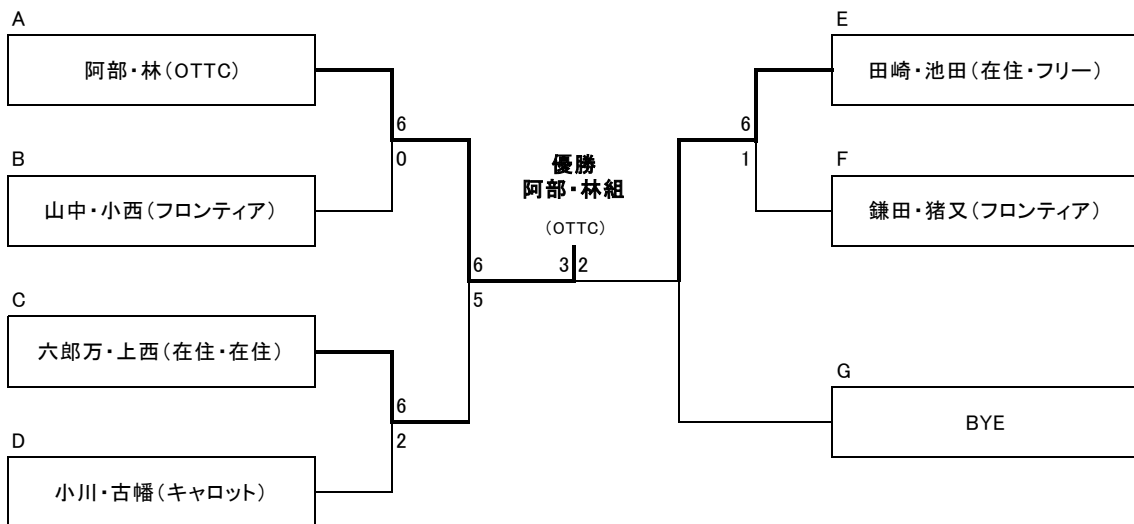 A
阿部・林(OTTC)
6
0
B
山中・小西(フロンティア)
6
5
C
六郎万・上西(在住・在住)
6
2
D
小川・古幡(キャロット)
優勝
阿部・林組
(OTTC)
3 2
E
田崎・池田(在住・フリー)
6
1
F
鎌田・猪又(フロンティア)
G
BYE